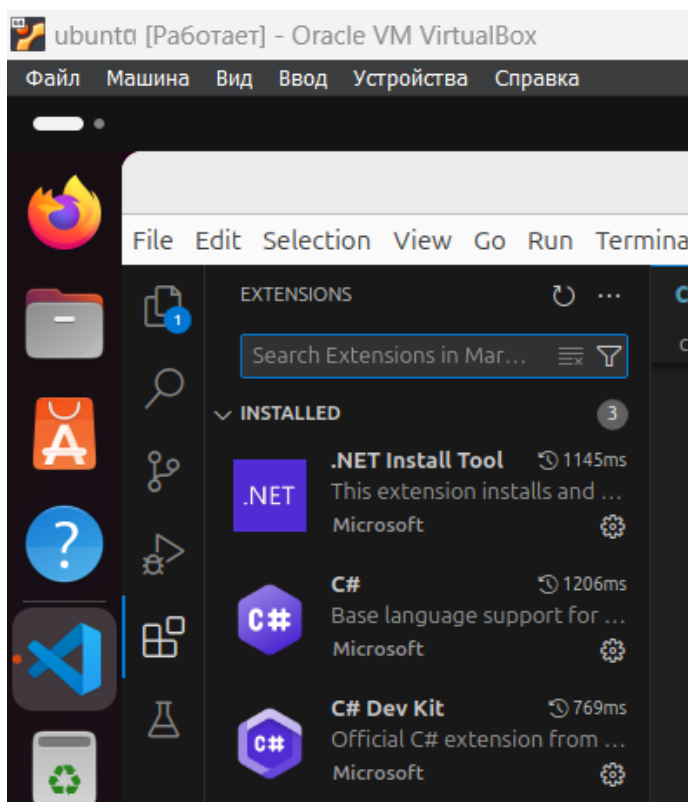 ubuntu [Работает] - Oracle VM VirtualBox
Файл Машина Вид Ввод Устройства Справка
File Edit Selection View Go Run Termina
1
EXTENSIONS
Search Extensions in Mar...
INSTALLED 3
.NET
.NET Install Tool 1145ms
This extension installs and ...
Microsoft
C#
C# 1206ms
Base language support for ...
Microsoft
C#
C# Dev Kit 769ms
Official C# extension from ...
Microsoft